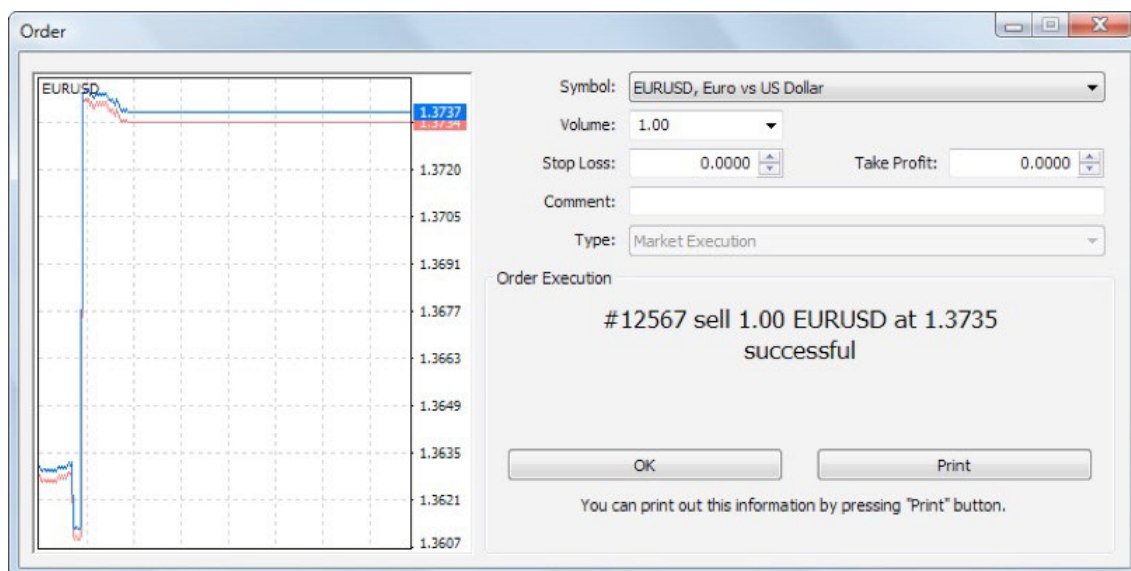 Order
EURUSD
1.3737
1.3734
1.3720
1.3705
1.3691
1.3677
1.3663
1.3649
1.3635
1.3621
1.3607
Symbol: EURUSD, Euro vs US Dollar
Volume: 1.00
Stop Loss: 0.0000 Take Profit: 0.0000
Comment:
Type: Market Execution
Order Execution
#12567 sell 1.00 EURUSD at 1.3735
successful
OK Print
You can print out this information by pressing "Print" button.